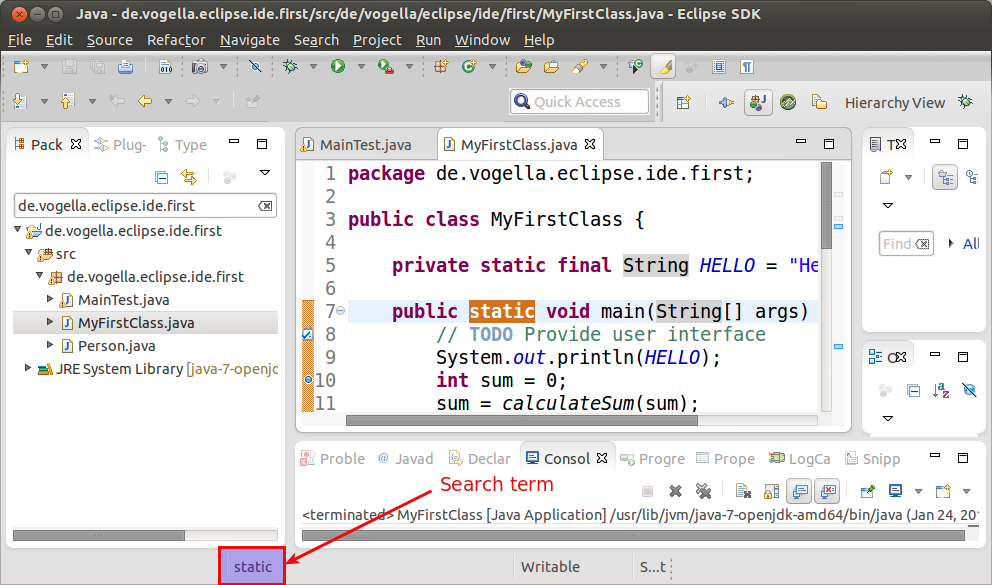 Java - de.vogella.eclipse.ide.first/src/de/vogella/eclipse/ide/first/MyFirstClass.java - Eclipse SDK
File Edit Source Refactor Navigate Search Project Run Window Help
Quick Access
Hierarchy View
Pack Plug- Type
de.vogella.eclipse.ide.first
de.vogella.eclipse.ide.first
src
de.vogella.eclipse.ide.first
MainTest.java
MyFirstClass.java
Person.java
JRE System Library [java-7-openjc
MainTest.java MyFirstClass.java
1 package de.vogella.eclipse.ide.first;
2
3 public class MyFirstClass {
4
5 private static final String HELLO = "He
6
7 public static void main(String[] args)
8 // TODO Provide user interface
9 System.out.println(HELLO);
10 int sum = 0;
11 sum = calculateSum(sum);
T
Find All
O
Proble Javad Declar Consol Progre Prope LogCa Snipp
<terminated> MyFirstClass [Java Application] /usr/lib/jvm/java-7-openjdk-amd64/bin/java (Jan 24, 20
Search term
static
Writable
S...t